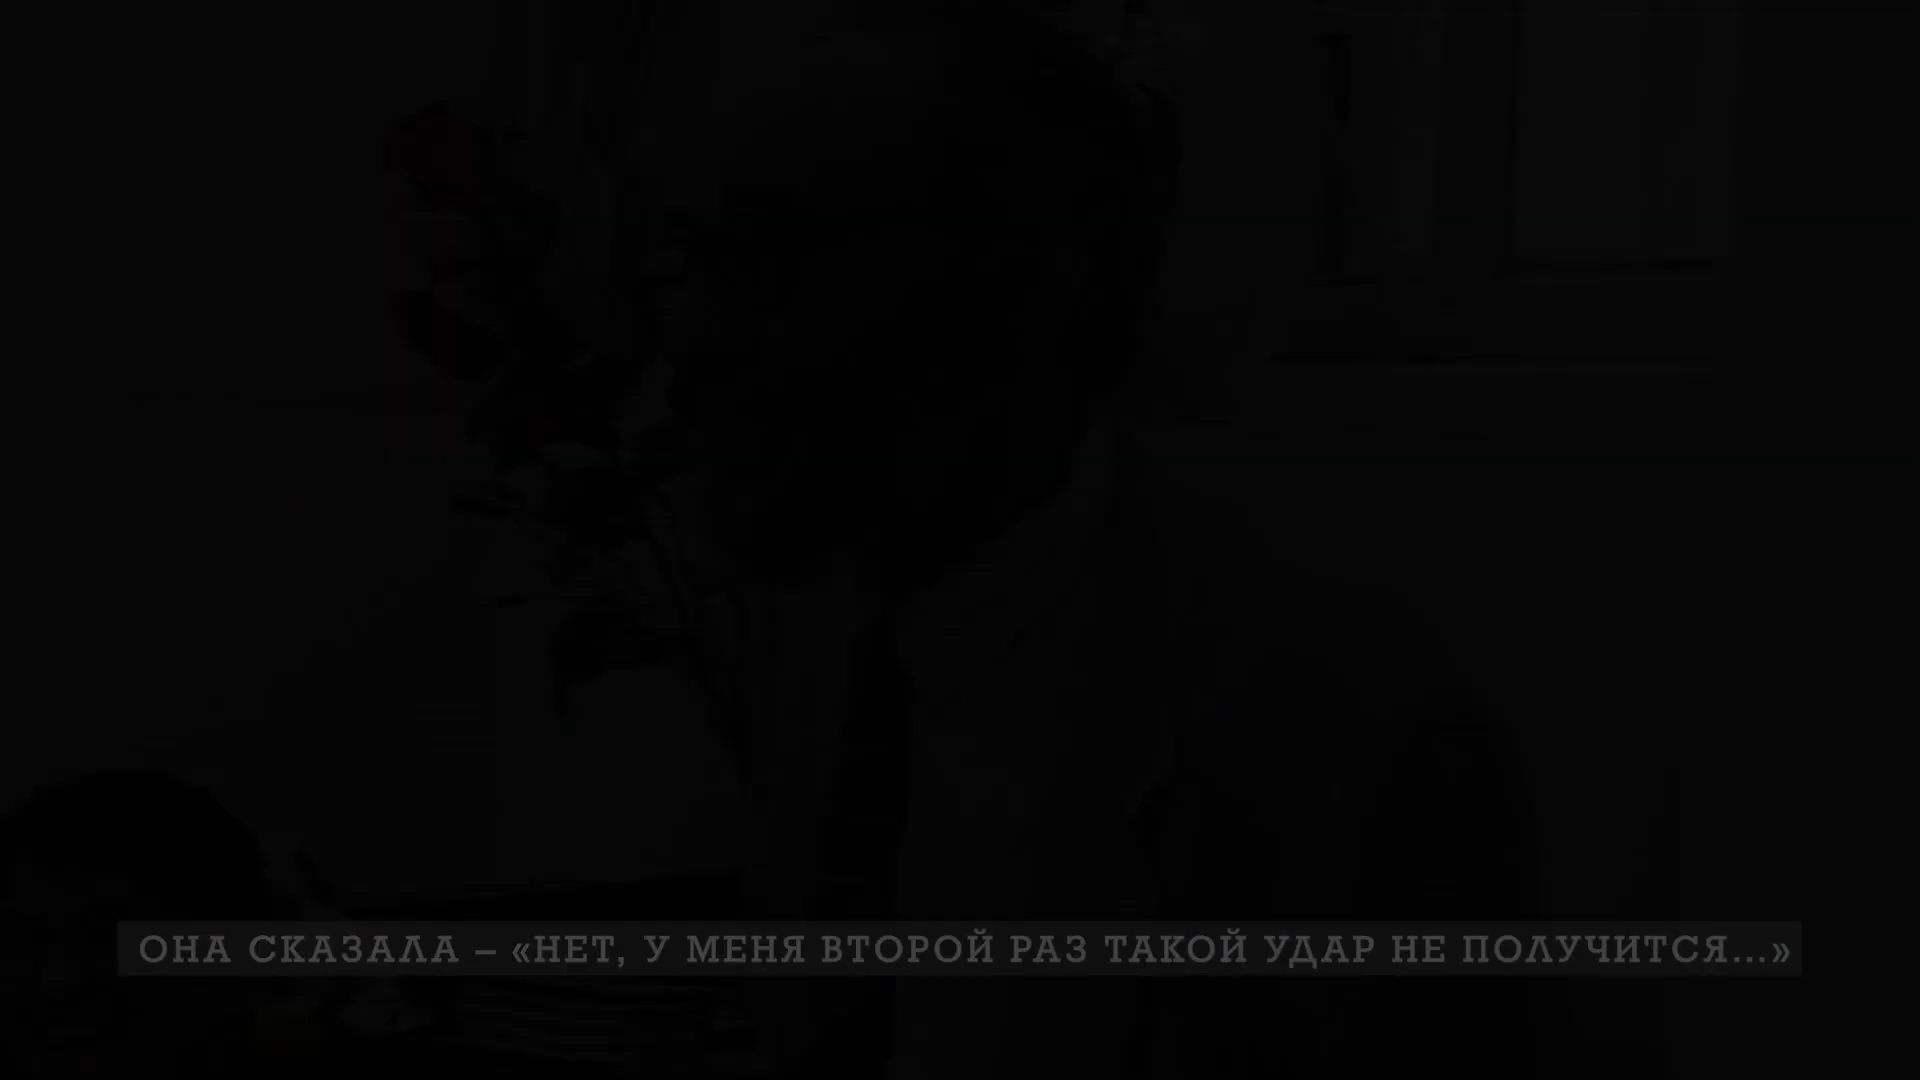 ОНА СКАЗАЛА – «НЕТ, У МЕНЯ ВТОРОЙ РАЗ ТАКОЙ УДАР НЕ ПОЛУЧИТСЯ...»